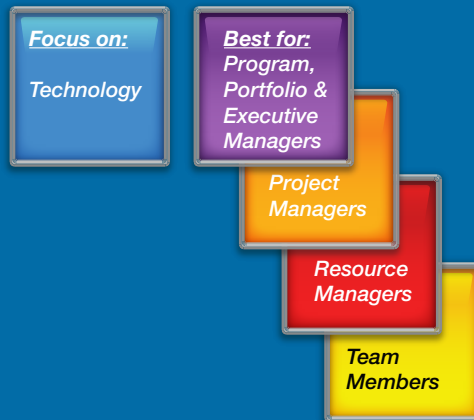 Focus on:
Technology
Best for:
Program,
Portfolio &
Executive
Managers
Project
Managers
Resource
Managers
Team
Members